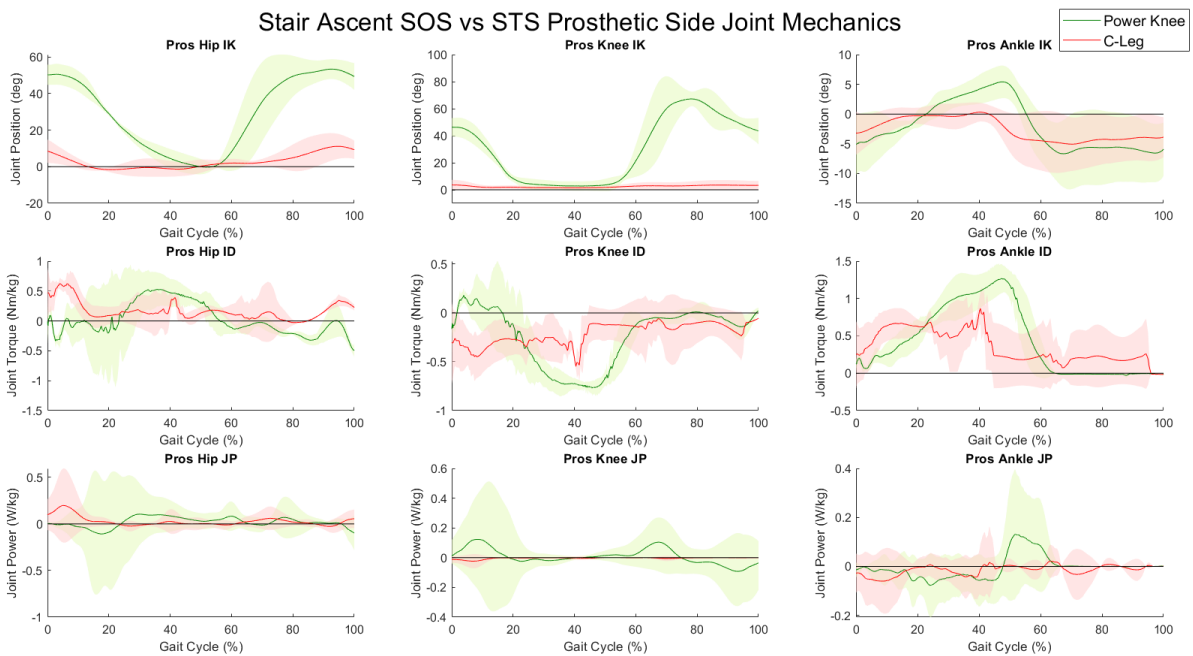 Stair Ascent SOS vs STS Prosthetic Side Joint Mechanics
Power Knee
C-Leg
Pros Hip IK
Joint Position (deg)
60
40
20
0
-20
0 20 40 60 80 100
Gait Cycle (%)
Pros Knee IK
Joint Position (deg)
100
80
60
40
20
0
0 20 40 60 80 100
Gait Cycle (%)
Pros Ankle IK
Joint Position (deg)
10
5
0
-5
-10
-15
0 20 40 60 80 100
Gait Cycle (%)
Pros Hip ID
Joint Torque (Nm/kg)
1
0.5
0
-0.5
-1
-1.5
0 20 40 60 80 100
Gait Cycle (%)
Pros Knee ID
Joint Torque (Nm/kg)
0.5
0
-0.5
-1
0 20 40 60 80 100
Gait Cycle (%)
Pros Ankle ID
Joint Torque (Nm/kg)
1.5
1
0.5
0
-0.5
0 20 40 60 80 100
Gait Cycle (%)
Pros Hip JP
Joint Power (W/kg)
0.5
0
-0.5
-1
0 20 40 60 80 100
Gait Cycle (%)
Pros Knee JP
Joint Power (W/kg)
0.6
0.4
0.2
0
-0.2
-0.4
0 20 40 60 80 100
Gait Cycle (%)
Pros Ankle JP
Joint Power (W/kg)
0.4
0.2
0
-0.2
0 20 40 60 80 100
Gait Cycle (%)